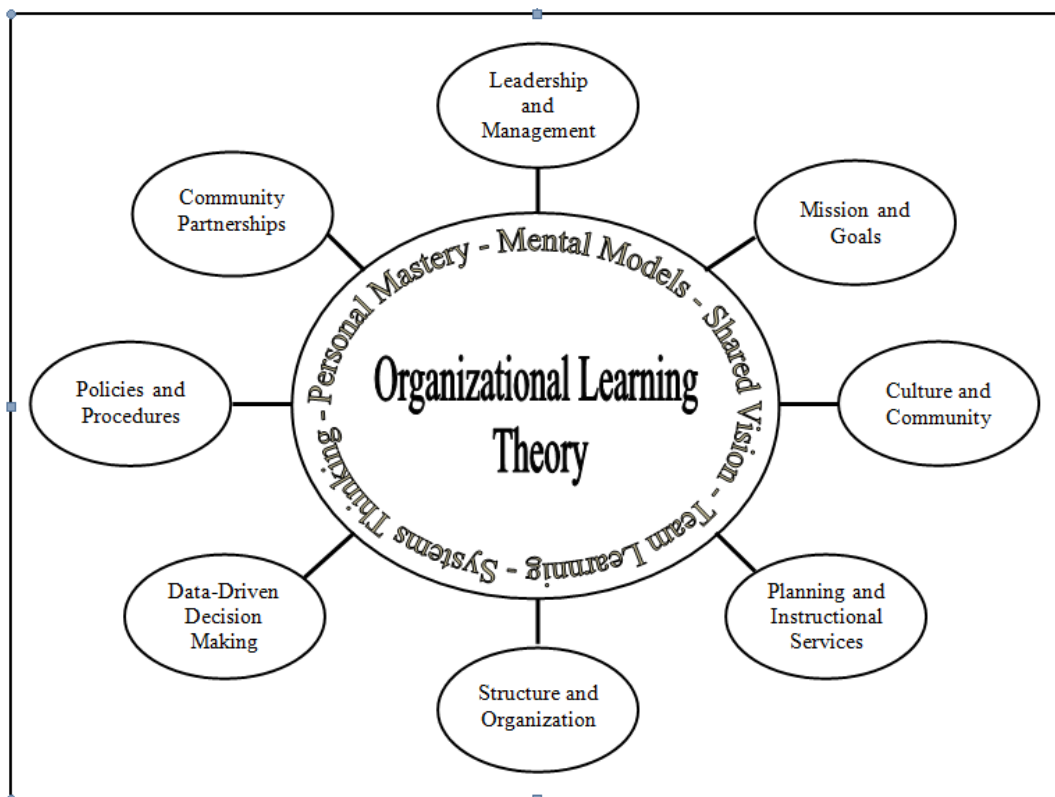 Leadership
and
Management
Mission and
Goals
Culture and
Community
Planning and
Instructional
Services
Structure and
Organization
Data-Driven
Decision
Making
Policies and
Procedures
Community
Partnerships
Personal Mastery - Mental Models - Shared Vision - Team Learnnig - Systems Thinking -
Organizational Learning
Theory